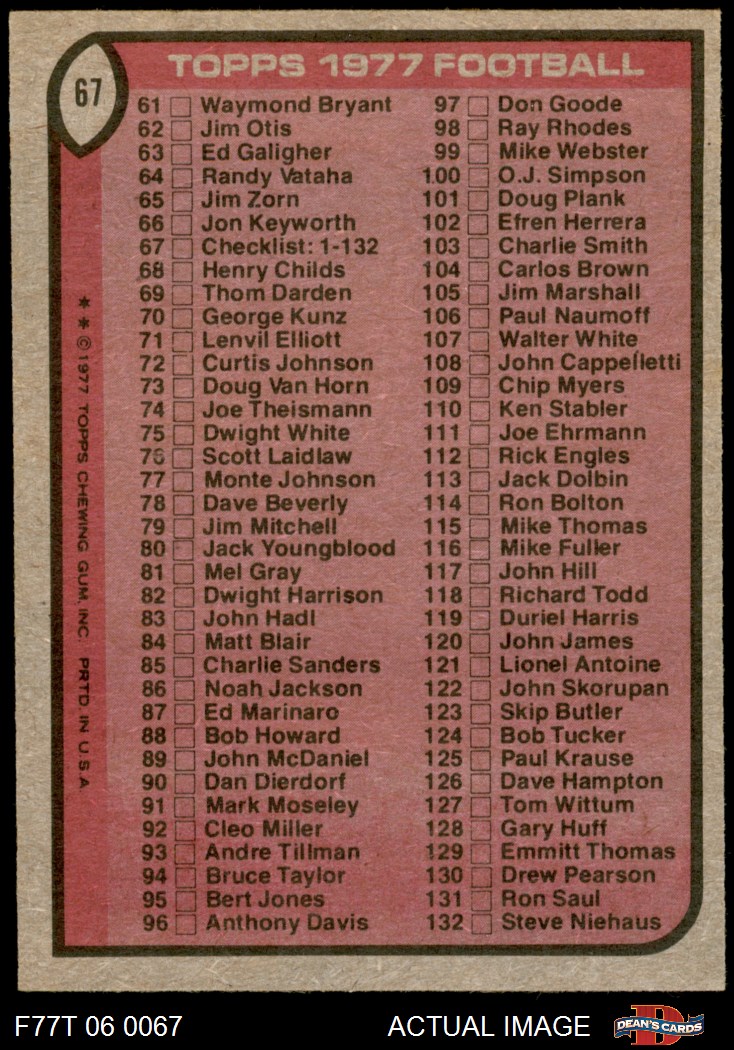 67
TOPPS 1977 FOOTBALL
61 Waymond Bryant
62 Jim Otis
63 Ed Galigher
64 Randy Vataha
65 Jim Zorn
66 Jon Keyworth
67 Checklist: 1-132
68 Henry Childs
69 Thom Darden
70 George Kunz
71 Lenvil Elliott
72 Curtis Johnson
73 Doug Van Horn
74 Joe Theismann
75 Dwight White
76 Scott Laidlaw
77 Monte Johnson
78 Dave Beverly
79 Jim Mitchell
80 Jack Youngblood
81 Mel Gray
82 Dwight Harrison
83 John Hadl
84 Matt Blair
85 Charlie Sanders
86 Noah Jackson
87 Ed Marinaro
88 Bob Howard
89 John McDaniel
90 Dan Dierdorf
91 Mark Moseley
92 Cleo Miller
93 Andre Tillman
94 Bruce Taylor
95 Bert Jones
96 Anthony Davis
97 Don Goode
98 Ray Rhodes
99 Mike Webster
100 O.J. Simpson
101 Doug Plank
102 Efren Herrera
103 Charlie Smith
104 Carlos Brown
105 Jim Marshall
106 Paul Naumoff
107 Walter White
108 John Cappelletti
109 Chip Myers
110 Ken Stabler
111 Joe Ehrmann
112 Rick Engles
113 Jack Dolbin
114 Ron Bolton
115 Mike Thomas
116 Mike Fuller
117 John Hill
118 Richard Todd
119 Duriel Harris
120 John James
121 Lionel Antoine
122 John Skorupan
123 Skip Butler
124 Bob Tucker
125 Paul Krause
126 Dave Hampton
127 Tom Wittum
128 Gary Huff
129 Emmitt Thomas
130 Drew Pearson
131 Ron Saul
132 Steve Niehaus
* * © 1977 TOPPS CHEWING GUM, INC. PRTD. IN U.S.A
F77T 06 0067
ACTUAL IMAGE
D
DEAN'S CARDS